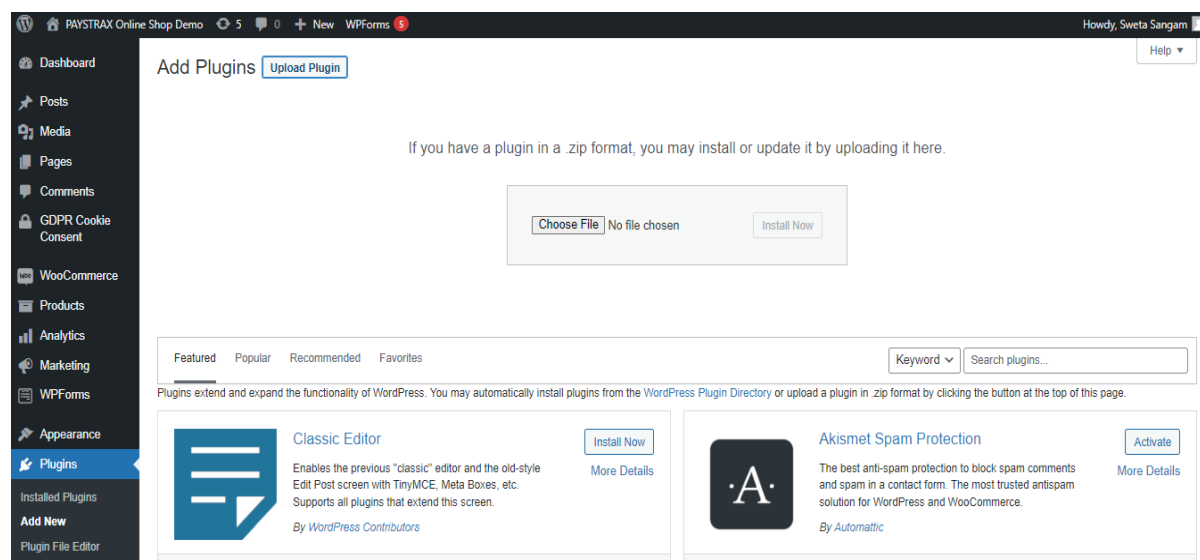 PAYSTRAX Online Shop Demo 5 0 + New WPForms 5 Howdy, Sweta Sangam
Help ▼
Dashboard
Posts
Media
Pages
Comments
GDPR Cookie
Consent
Woo WooCommerce
Products
Analytics
Marketing
WPForms
Appearance
Plugins
Installed Plugins
Add New
Plugin File Editor
Add Plugins Upload Plugin
If you have a plugin in a .zip format, you may install or update it by uploading it here.
Choose File No file chosen Install Now
Featured Popular Recommended Favorites Keyword Search plugins...
Plugins extend and expand the functionality of WordPress. You may automatically install plugins from the WordPress Plugin Directory or upload a plugin in .zip format by clicking the button at the top of this page.
Classic Editor
Install Now
More Details
Enables the previous "classic" editor and the old-style
Edit Post screen with TinyMCE, Meta Boxes, etc.
Supports all plugins that extend this screen.
By WordPress Contributors
·A·
Akismet Spam Protection
Activate
More Details
The best anti-spam protection to block spam comments
and spam in a contact form. The most trusted antispam
solution for WordPress and WooCommerce.
By Automattic